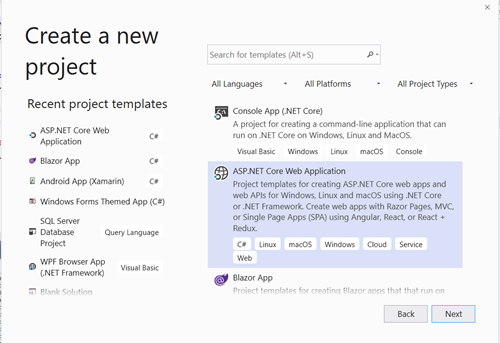 Create a new
project
Recent project templates
ASP.NET Core Web
Application
C#
Blazor App
C#
Android App (Xamarin)
C#
Windows Forms Themed App (C#)
SQL Server
Database
Project
Query Language
WPF Browser App
(.NET Framework)
Visual Basic
Blank Solution
Search for templates (Alt+S)
All Languages
All Platforms
All Project Types
Console App (.NET Core)
A project for creating a command-line application that can
run on .NET Core on Windows, Linux and MacOS.
Visual Basic Windows Linux macOS Console
ASP.NET Core Web Application
Project templates for creating ASP.NET Core web apps and
web APIs for Windows, Linux and macOS using .NET Core
or .NET Framework. Create web apps with Razor Pages, MVC,
or Single Page Apps (SPA) using Angular, React, or React +
Redux.
C# Linux macOS Windows Cloud Service
Web
Blazor App
Project templates for creating Blazor apps that that run on
Back
Next